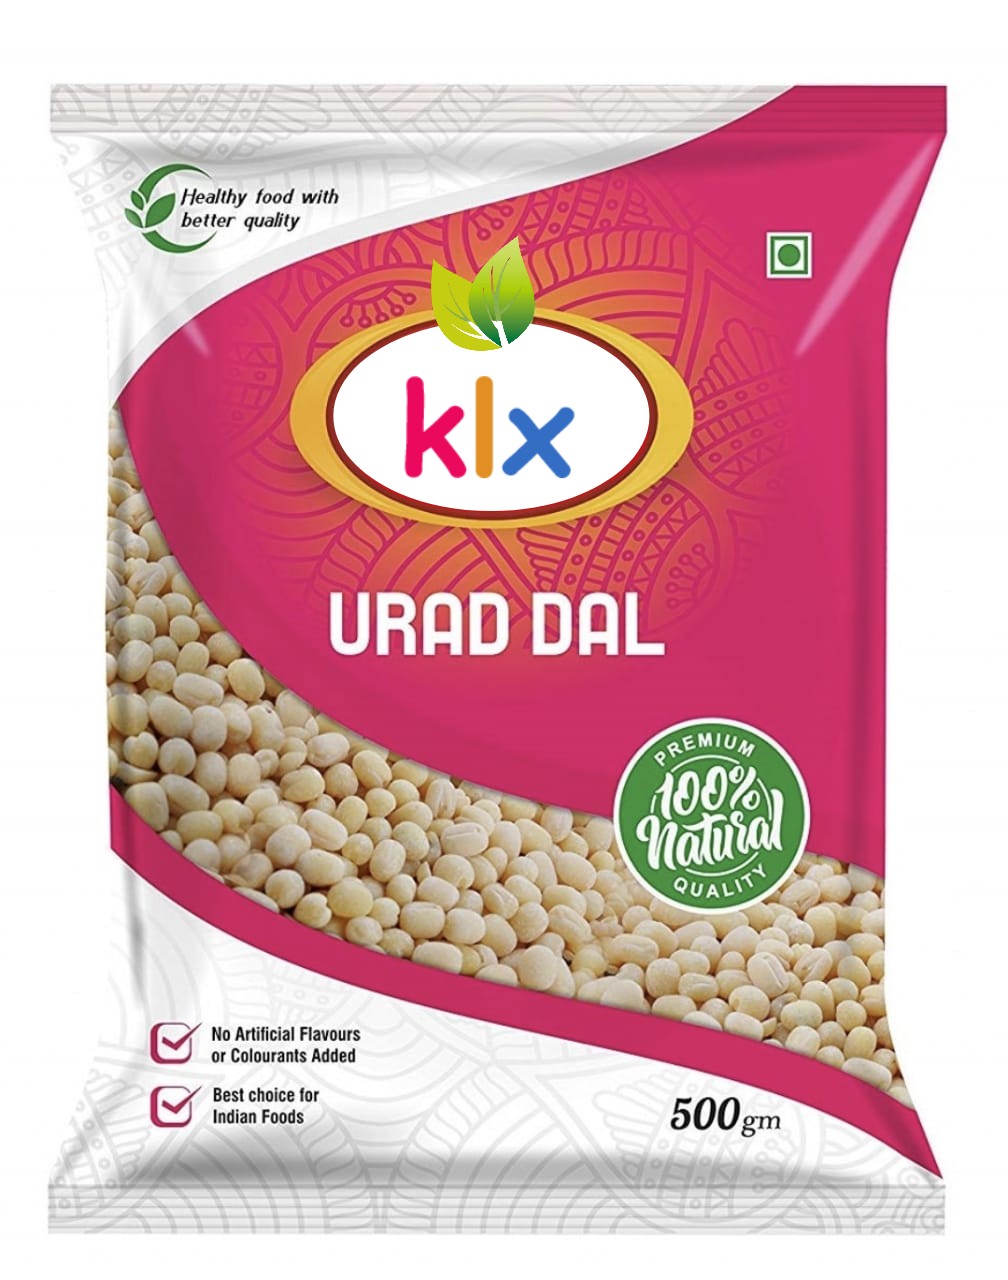 Healthy food with
better quality
klx
URAD DAL
PREMIUM
100%
Natural
QUALITY
No Artificial Flavours
or Colourants Added
Best choice for
Indian Foods
500gm